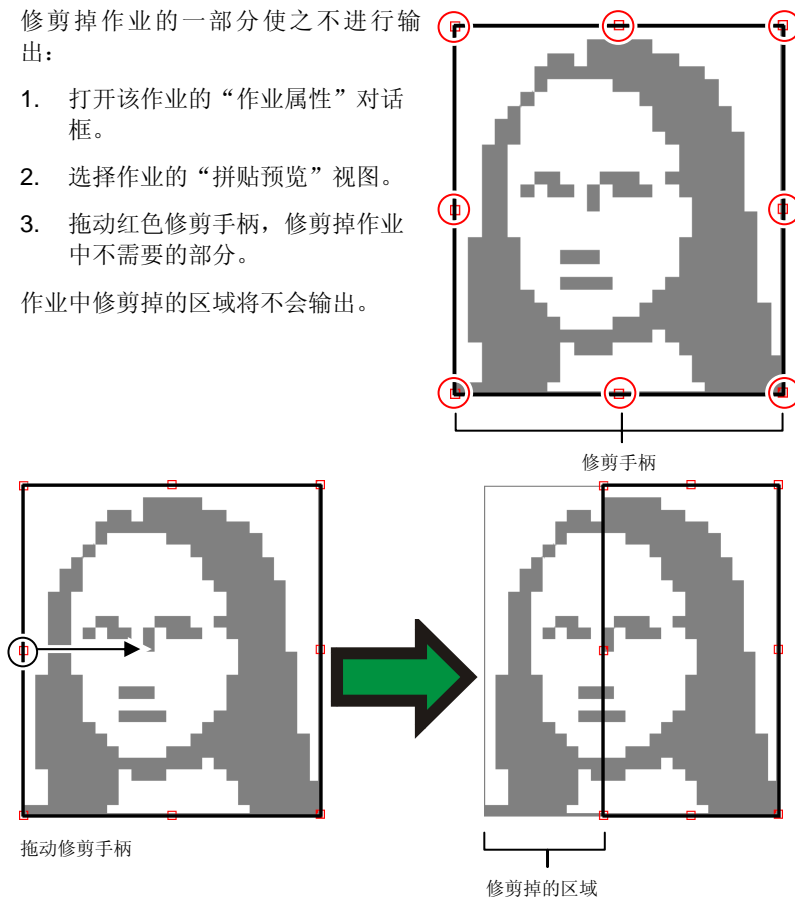 修剪掉作业的一部分使之不进行输
出：
1. 打开该作业的“作业属性”对话
框。
2. 选择作业的“拼贴预览”视图。
3. 拖动红色修剪手柄，修剪掉作业
中不需要的部分。
作业中修剪掉的区域将不会输出。
修剪手柄
拖动修剪手柄
修剪掉的区域